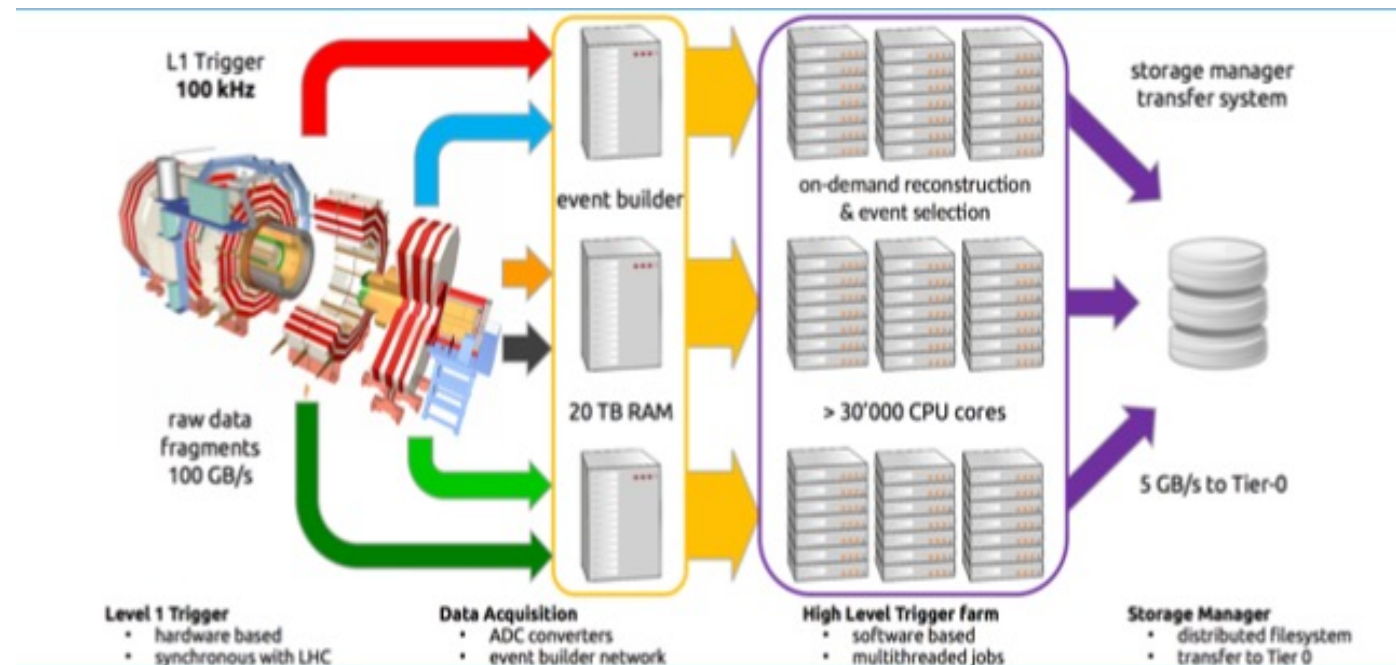 L1 Trigger
100 kHz
raw data
fragments
100 GB/s
event builder
20 TB RAM
on-demand reconstruction
& event selection
> 30'000 CPU cores
storage manager
transfer system
5 GB/s to Tier-0
Level 1 Trigger
• hardware based
• synchronous with LHC
Data Acquisition
• ADC converters
• event builder network
High Level Trigger farm
• software based
• multithreaded jobs
Storage Manager
• distributed filesystem
• transfer to Tier 0